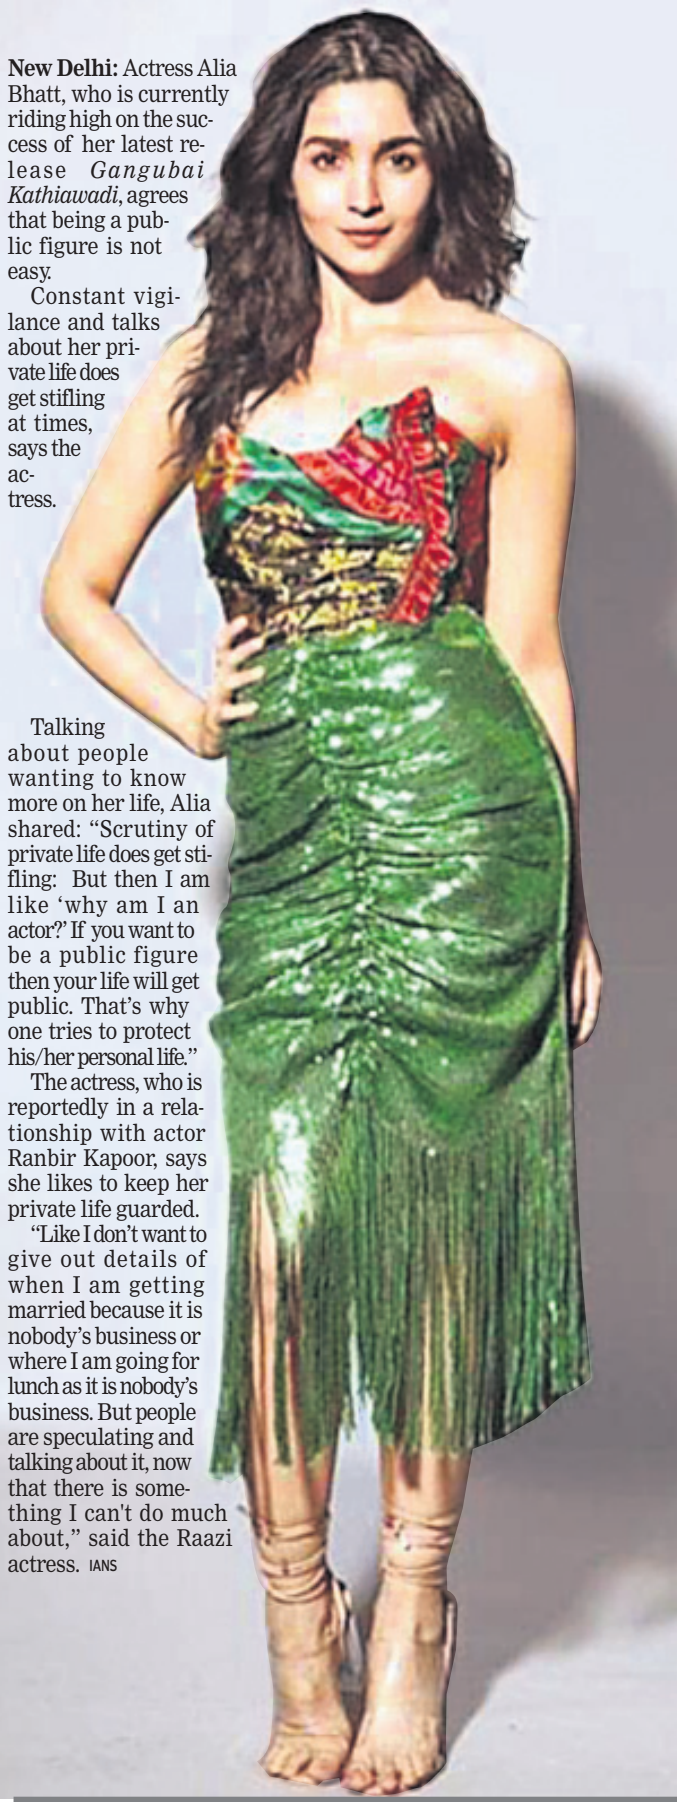 New Delhi: Actress Alia
Bhatt, who is currently
riding high on the suc-
cess of her latest re-
lease Gangubai
Kathiawadi, agrees
that being a pub-
lic figure is not
easy.
Constant vigi-
lance and talks
about her pri-
vate life does
get stifling
at times,
says the
ac-
tress.
Talking
about people
wanting to know
more on her life, Alia
shared: “Scrutiny of
private life does get sti-
fling: But then I am
like ‘why am I an
actor?’ If you want to
be a public figure
then your life will get
public. That’s why
one tries to protect
his/her personal life.”
The actress, who is
reportedly in a rela-
tionship with actor
Ranbir Kapoor, says
she likes to keep her
private life guarded.
“Like I don’t want to
give out details of
when I am getting
married because it is
nobody’s business or
where I am going for
lunch as it is nobody’s
business. But people
are speculating and
talking about it, now
that there is some-
thing I can't do much
about,” said the Raazi
actress. IANS